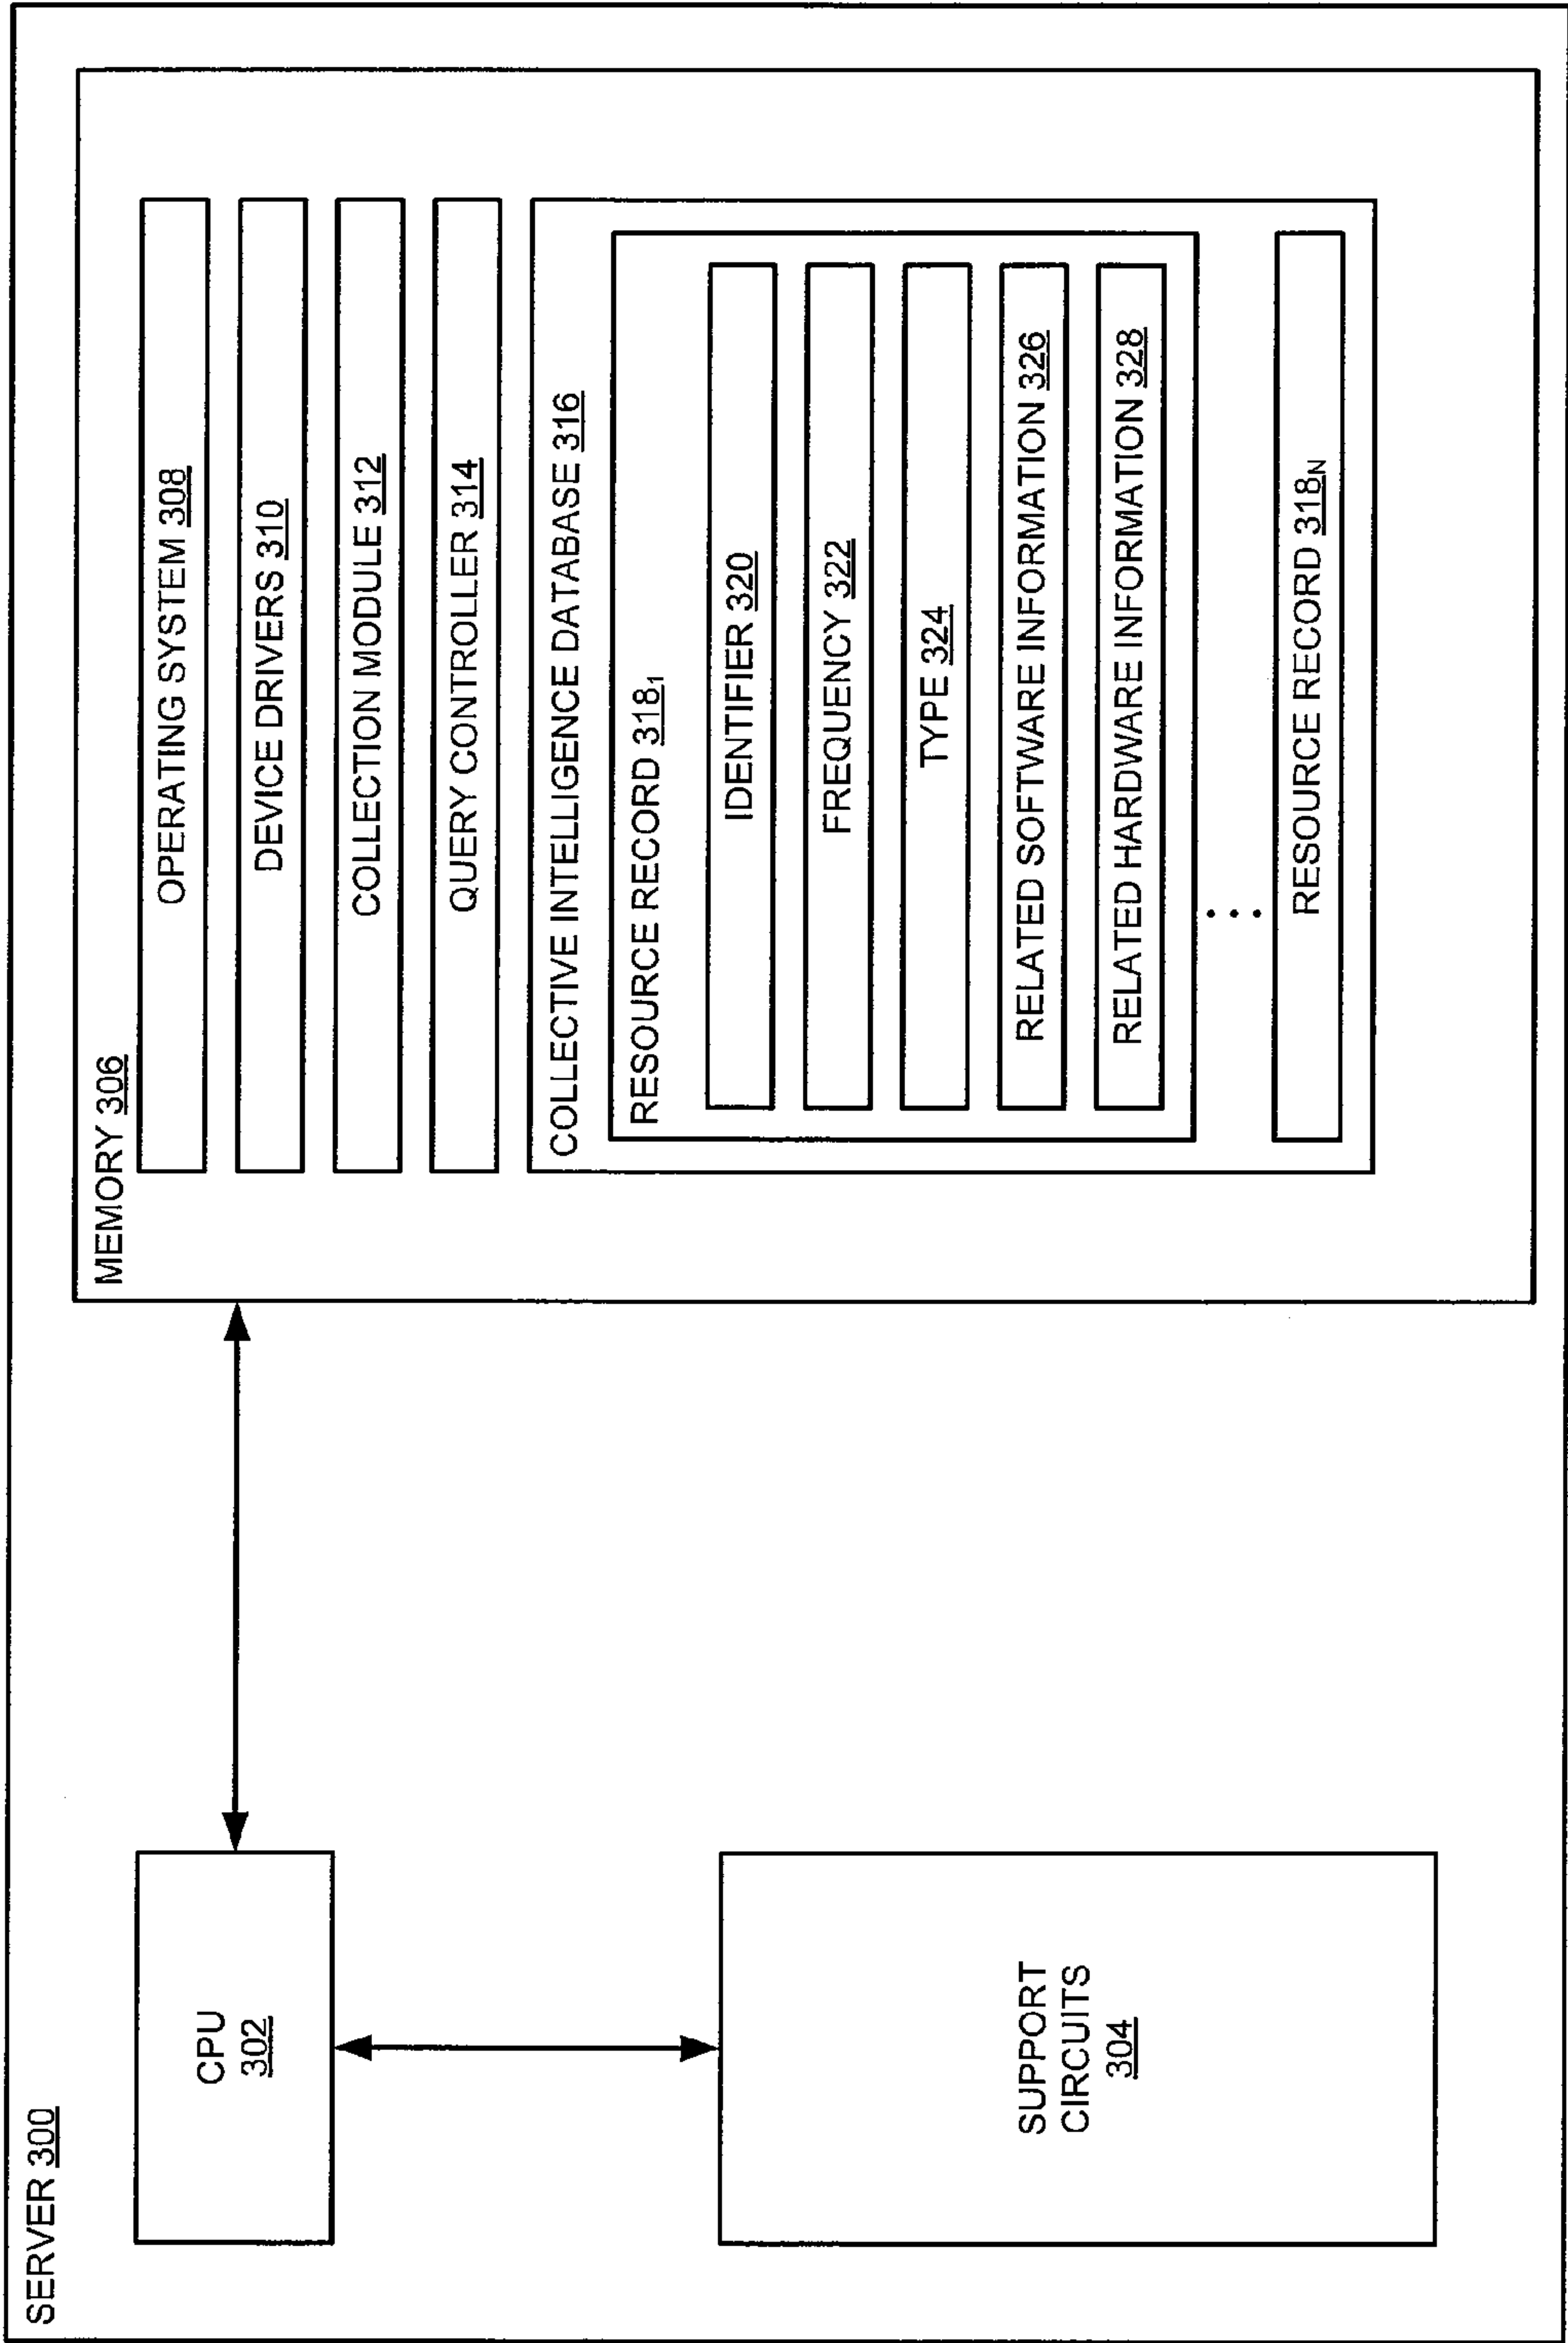 SERVER 300
CPU
302
SUPPORT
CIRCUITS
304
MEMORY 306
OPERATING SYSTEM 308
DEVICE DRIVERS 310
COLLECTION MODULE 312
QUERY CONTROLLER 314
COLLECTIVE INTELLIGENCE DATABASE 316
RESOURCE RECORD 318₁
IDENTIFIER 320
FREQUENCY 322
TYPE 324
RELATED SOFTWARE INFORMATION 326
RELATED HARDWARE INFORMATION 328
• • •
RESOURCE RECORD 318N